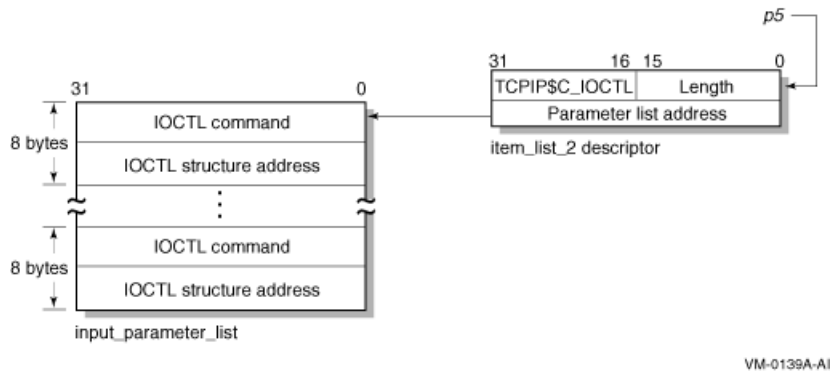 p5
31 16 15 0
TCPIP$C_IOCTL Length
Parameter list address
item_list_2 descriptor
31 0
8 bytes
IOCTL command
IOCTL structure address
8 bytes
IOCTL command
IOCTL structure address
input_parameter_list
VM-0139A-AI